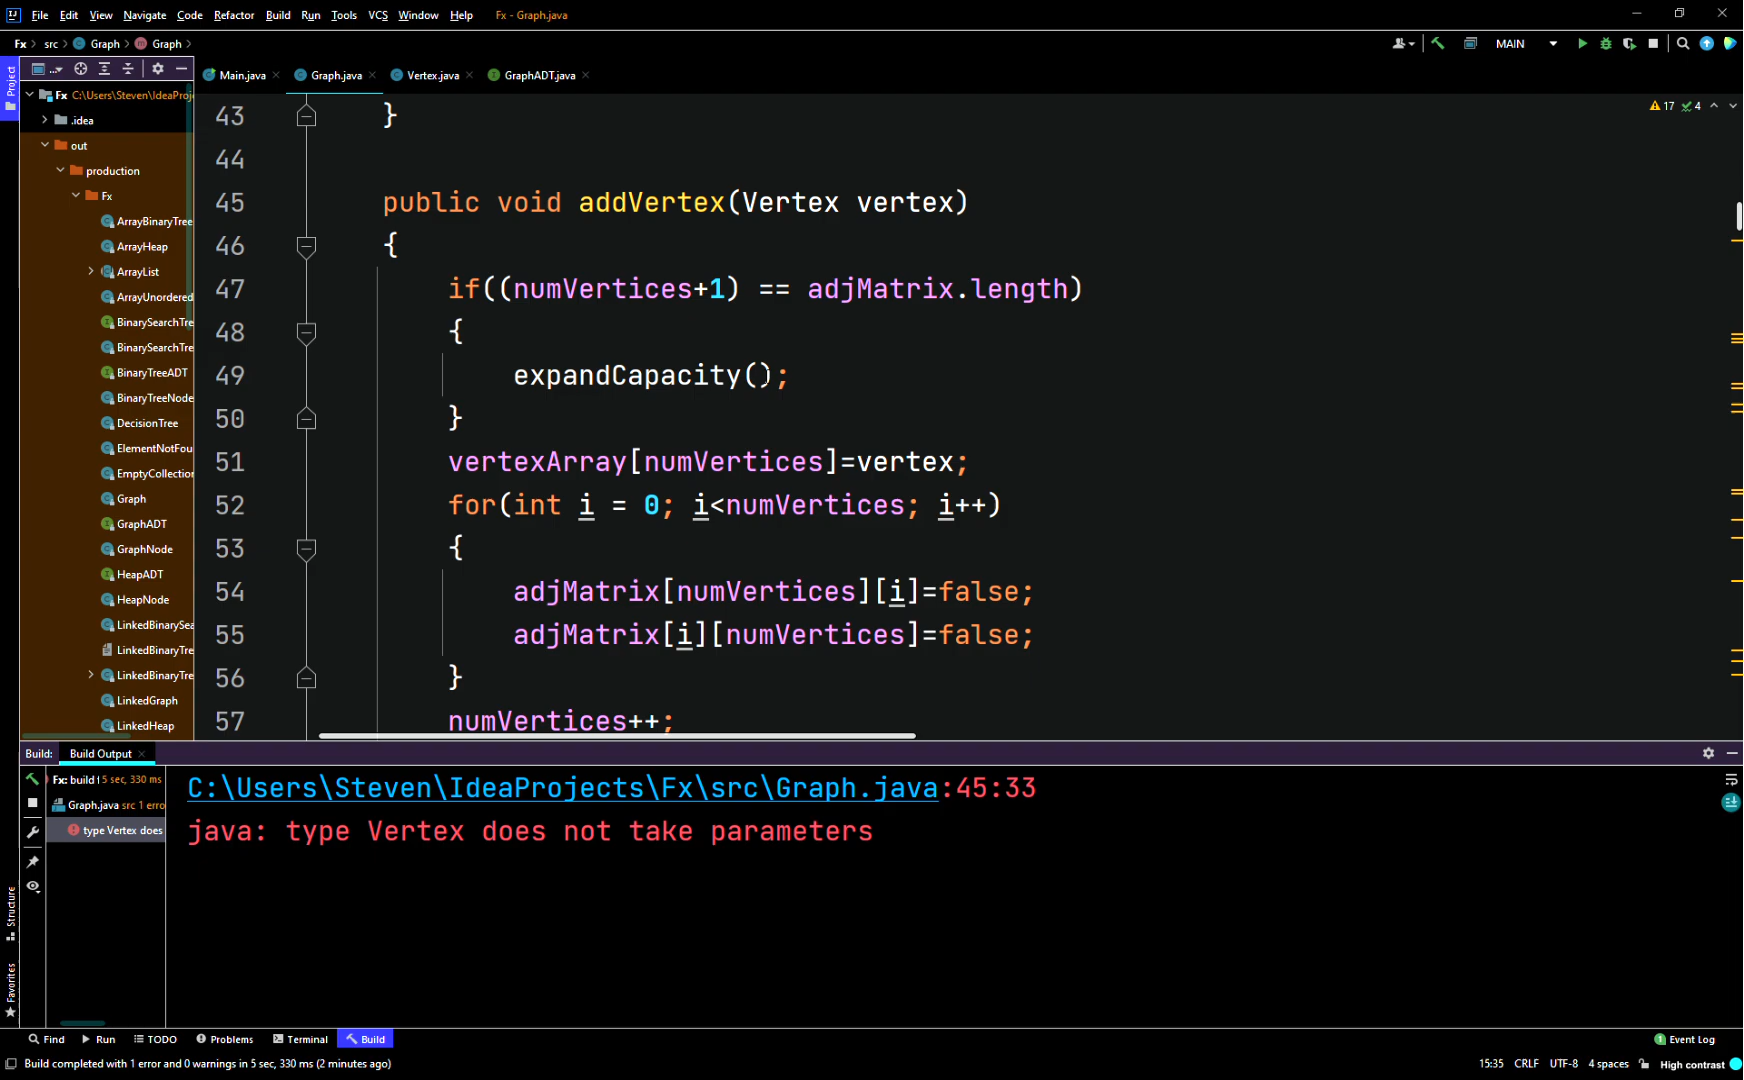 File Edit View Navigate Code Refactor Build Run Tools VCS Window Help Fx - Graph.java
Fx src Graph Graph MAIN
Project
Fx C:\Users\Steven\IdeaProj
Main.java Graph.java Vertex.java GraphADT.java
.idea
out
production
Fx
ArrayBinaryTree
ArrayHeap
ArrayList
ArrayUnordered
BinarySearchTre
BinarySearchTre
BinaryTreeADT
BinaryTreeNode
DecisionTree
ElementNotFou
EmptyCollection
Graph
GraphADT
GraphNode
HeapADT
HeapNode
LinkedBinarySea
LinkedBinaryTre
LinkedBinaryTre
LinkedGraph
LinkedHeap
17 4
43 }
44
45 public void addVertex(Vertex vertex)
46 {
47 if((numVertices+1) == adjMatrix.length)
48 {
49 expandCapacity();
50 }
51 vertexArray[numVertices]=vertex;
52 for(int i = 0; i<numVertices; i++)
53 {
54 adjMatrix[numVertices][i]=false;
55 adjMatrix[i][numVertices]=false;
56 }
57 numVertices++;
Build: Build Output
Fx: build f 5 sec, 330 ms
Graph.java src 1 erro
type Vertex does
C:\Users\Steven\IdeaProjects\Fx\src\Graph.java:45:33
java: type Vertex does not take parameters
Structure
Favorites
Find Run TODO Problems Terminal Build 1 Event Log
Build completed with 1 error and 0 warnings in 5 sec, 330 ms (2 minutes ago) 15:35 CRLF UTF-8 4 spaces High contrast